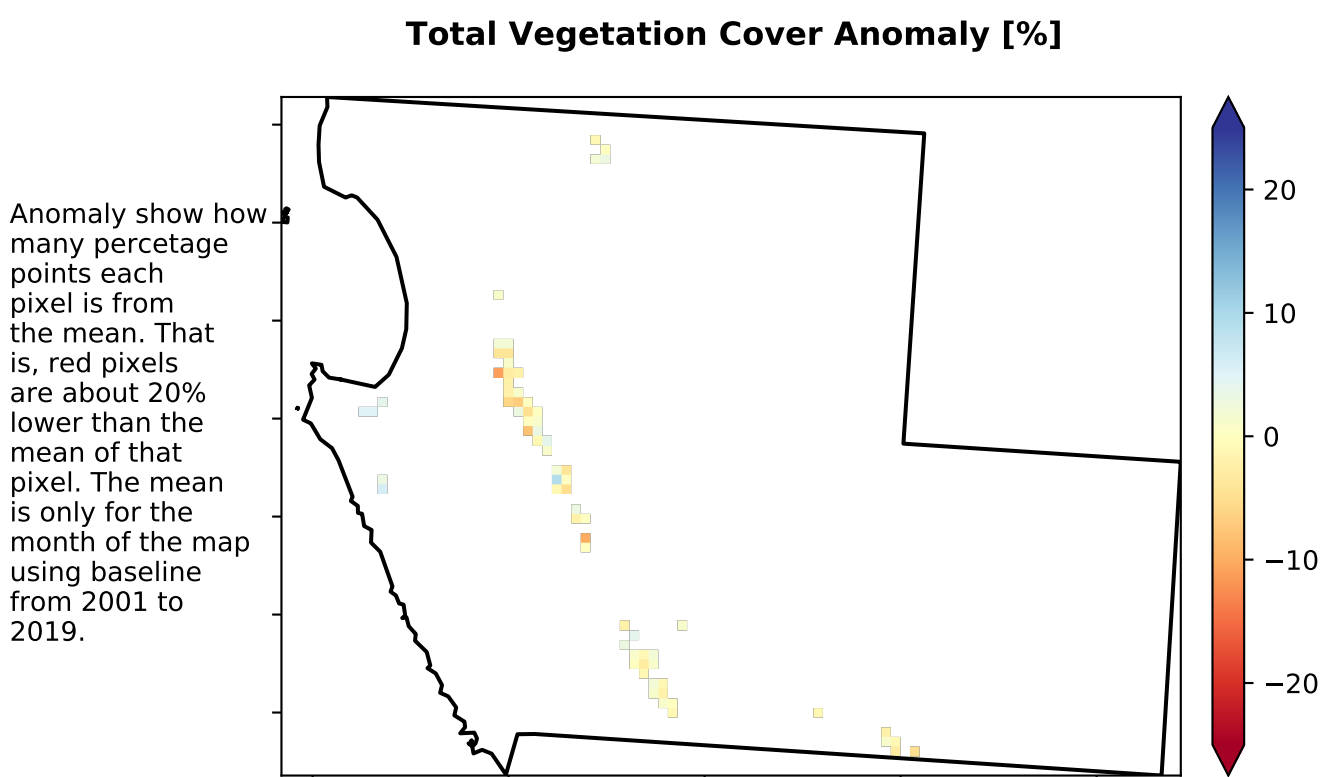 Total Vegetation Cover Anomaly [%]
Anomaly show how
many percetage
points each
pixel is from
the mean. That
is, red pixels
are about 20%
lower than the
mean of that
pixel. The mean
is only for the
month of the map
using baseline
from 2001 to
2019.
20
10
0
−10
−20